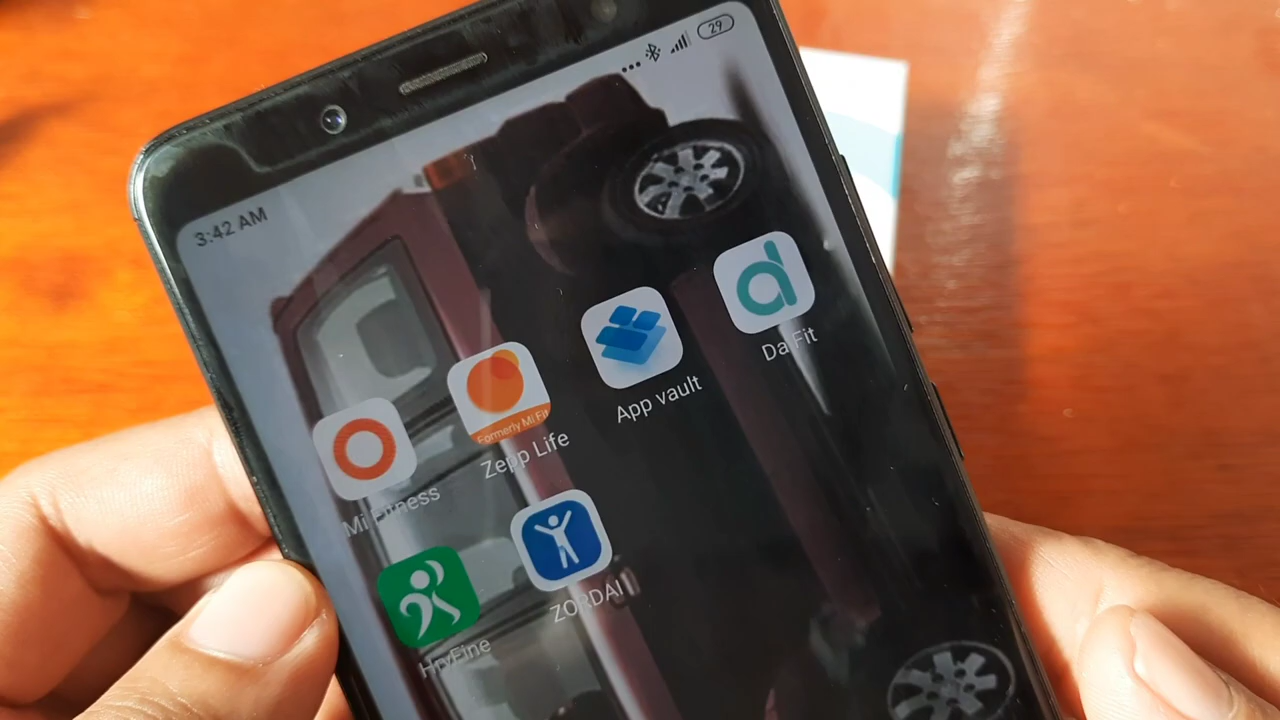 3:42 AM
29
Mi Fitness
Formerly Mi Fit
Zepp Life
App vault
Da Fit
HryFine
ZORDAI